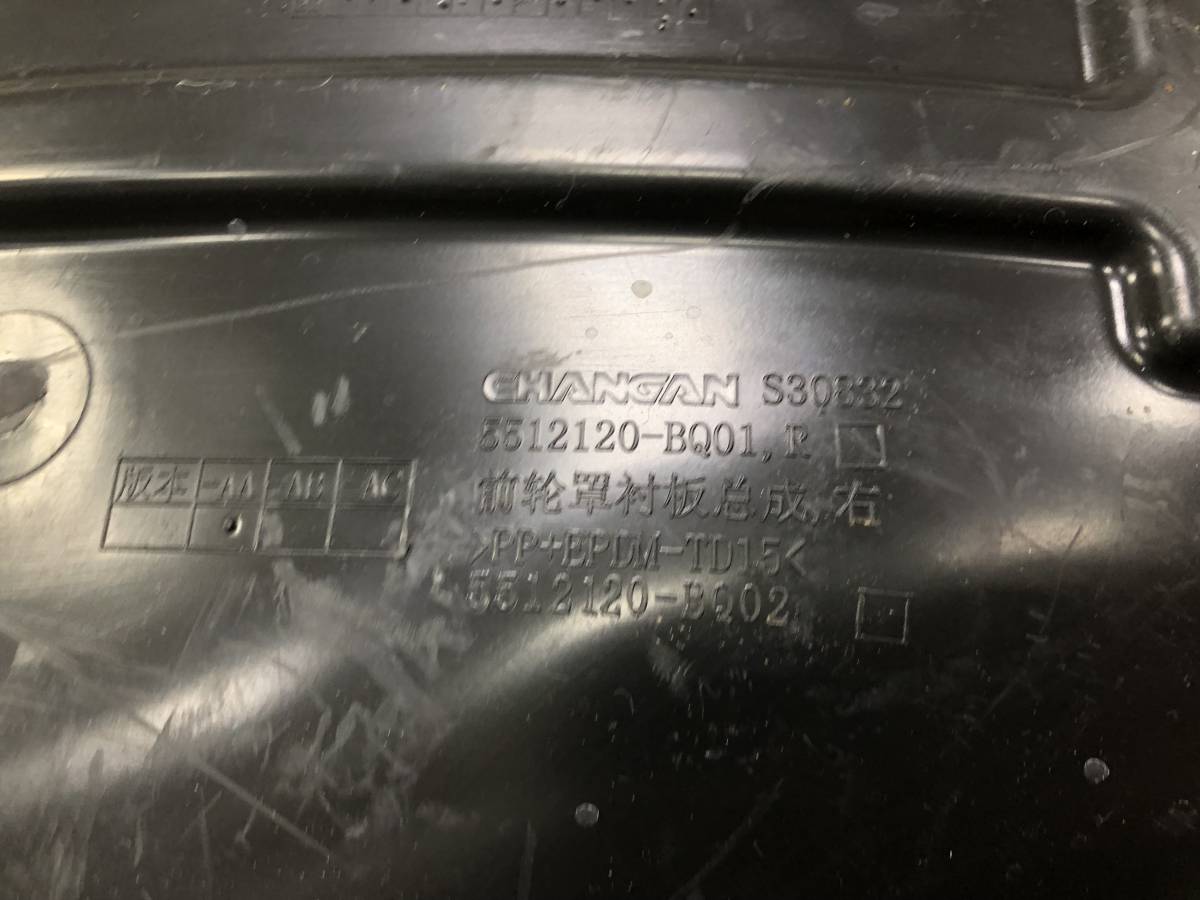 CHANGAN S30832
5512120-BQ01,R
版本 -AA -AB -AC
前轮罩衬板总成,右
>PP+EPDM-TD15<
5512120-BQ02